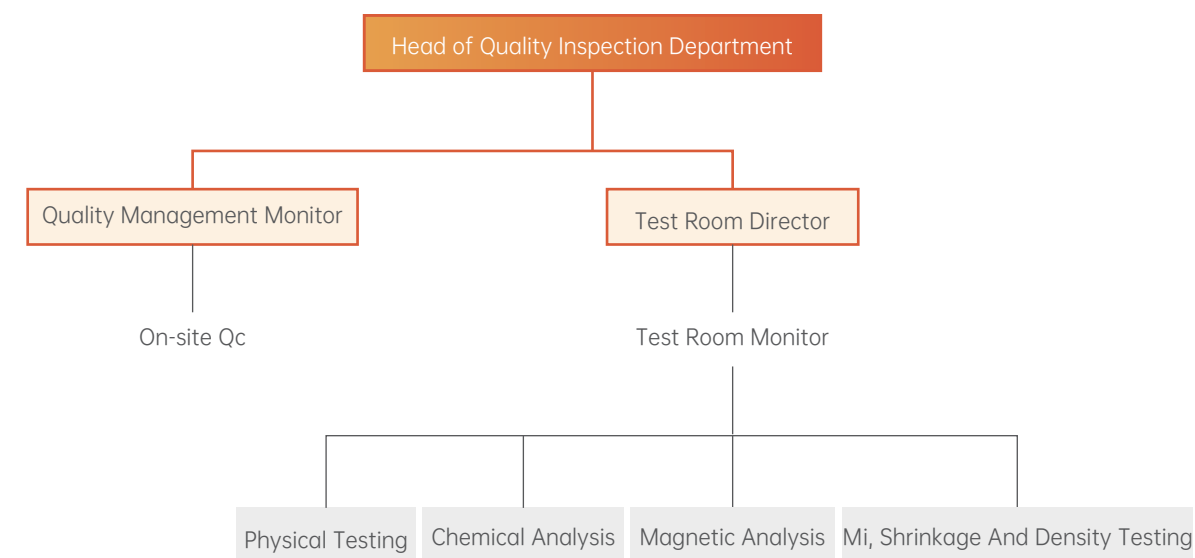 Head of Quality Inspection Department
Quality Management Monitor
Test Room Director
On-site Qc
Test Room Monitor
Physical Testing
Chemical Analysis
Magnetic Analysis
Mi, Shrinkage And Density Testing